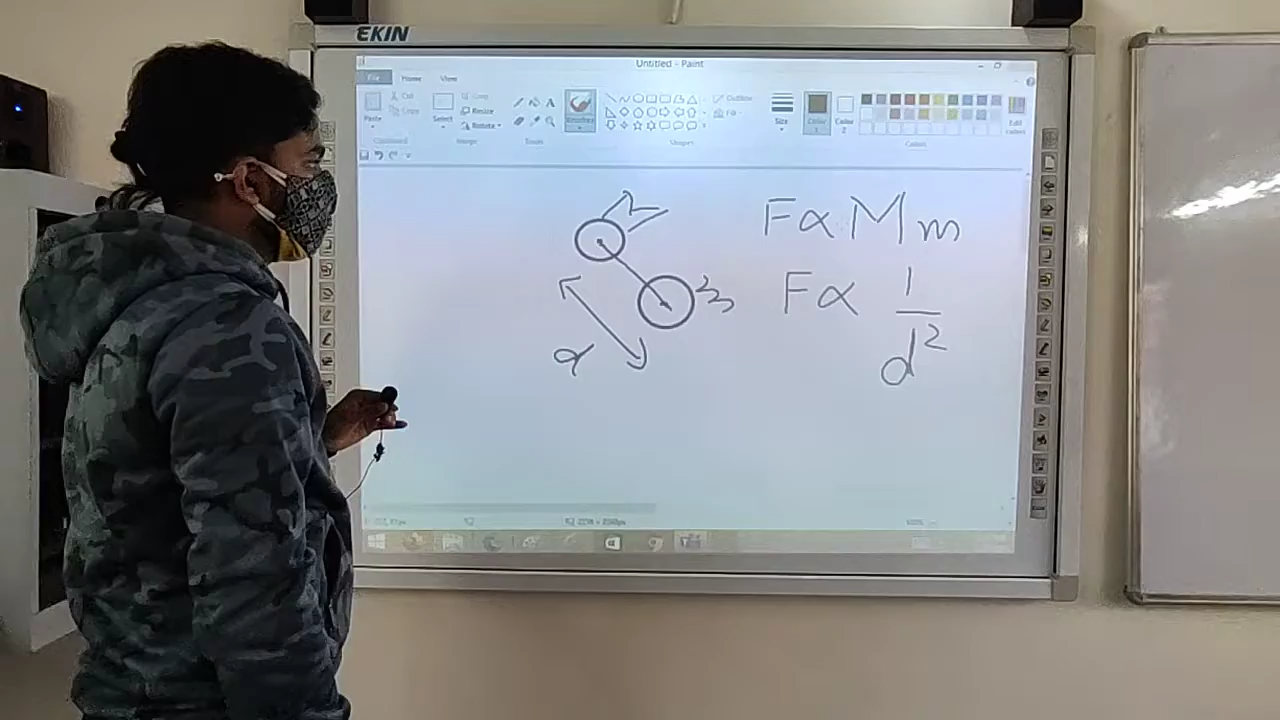 EKIN
Untitled - Paint
File Home View
Cut
Copy
Paste
Select
Resize
Rotate
A
Brushes
Outline
Fill
Size
Color 1
Color 2
Edit colors
Clipboard
Image
Tools
Shapes
Colors
M
m
d
F∝Mm
F∝ 1/d²